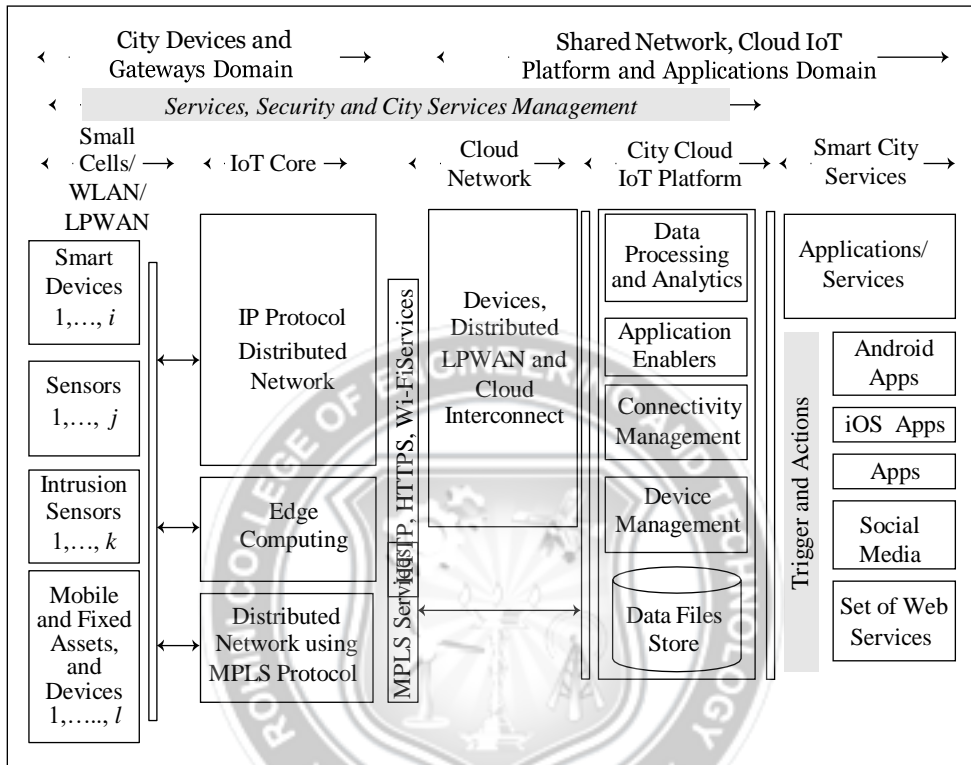 City Devices and
Gateways Domain
Shared Network, Cloud IoT
Platform and Applications Domain
Services, Security and City Services Management
Small
Cells/
WLAN/
LPWAN
IoT Core
Cloud
Network
City Cloud
IoT Platform
Smart City
Services
Smart
Devices
1,…, i
Sensors
1,…, j
Intrusion
Sensors
1,…, k
Mobile
and Fixed
Assets,
and
Devices
1,….., l
IP Protocol
Distributed
Network
Edge
Computing
Distributed
Network using
MPLS Protocol
HTTP, HTTPS, Wi-FiServices
MPLS Services
Devices,
Distributed
LPWAN and
Cloud
Interconnect
Data
Processing
and Analytics
Application
Enablers
Connectivity
Management
Device
Management
Data Files
Store
Applications/
Services
Trigger and Actions
Android
Apps
iOS Apps
Apps
Social
Media
Set of Web
Services
COLLEGE OF ENGINEERING AND TECHNOLOGY